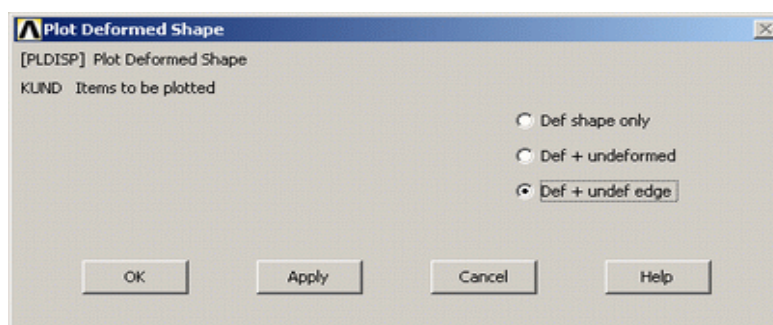 Plot Deformed Shape
[PLDISP] Plot Deformed Shape
KUND Items to be plotted
Def shape only
Def + undeformed
Def + undef edge
OK Apply Cancel Help